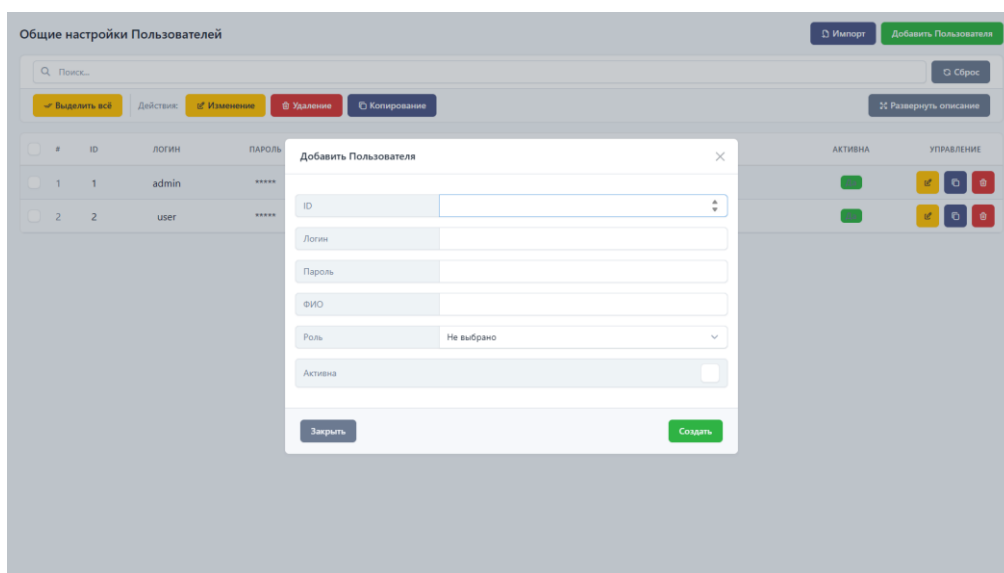 Общие настройки Пользователей
Импорт
Добавить Пользователя
Поиск...
Сброс
Выделить всё
Действия:
Изменение
Удаление
Копирование
Развернуть описание
# ID ЛОГИН ПАРОЛЬ АКТИВНА УПРАВЛЕНИЕ
1 1 admin *****
2 2 user *****
Добавить Пользователя
ID
Логин
Пароль
ФИО
Роль Не выбрано
Активна
Закрыть
Создать